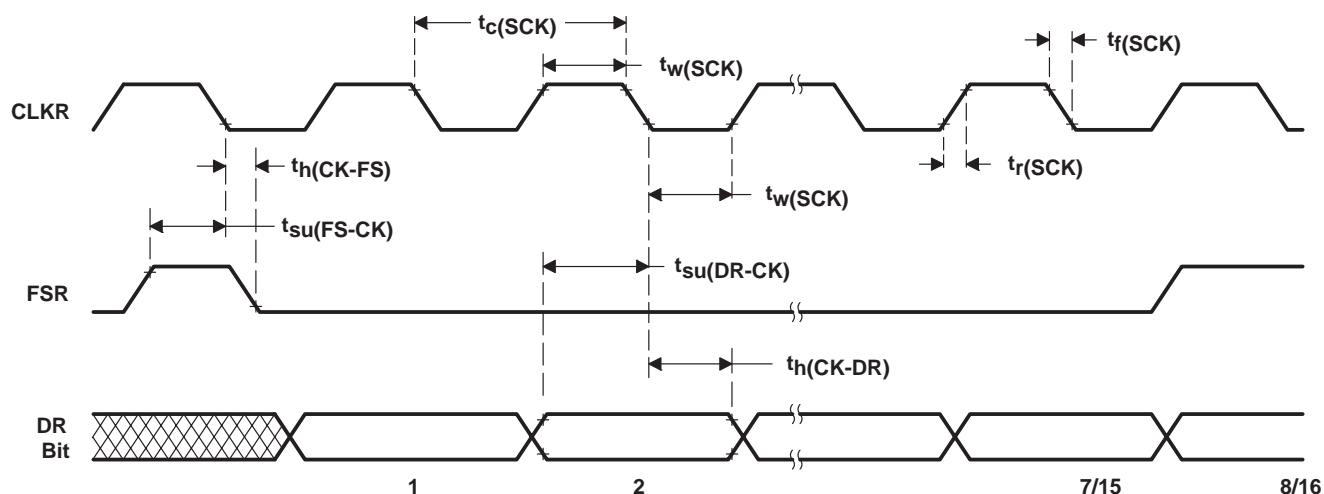 tc(SCK)
tw(SCK)
tf(SCK)
CLKR
th(CK-FS)
tr(SCK)
tw(SCK)
tsu(FS-CK)
tsu(DR-CK)
FSR
th(CK-DR)
DR
Bit
1 2 7/15 8/16